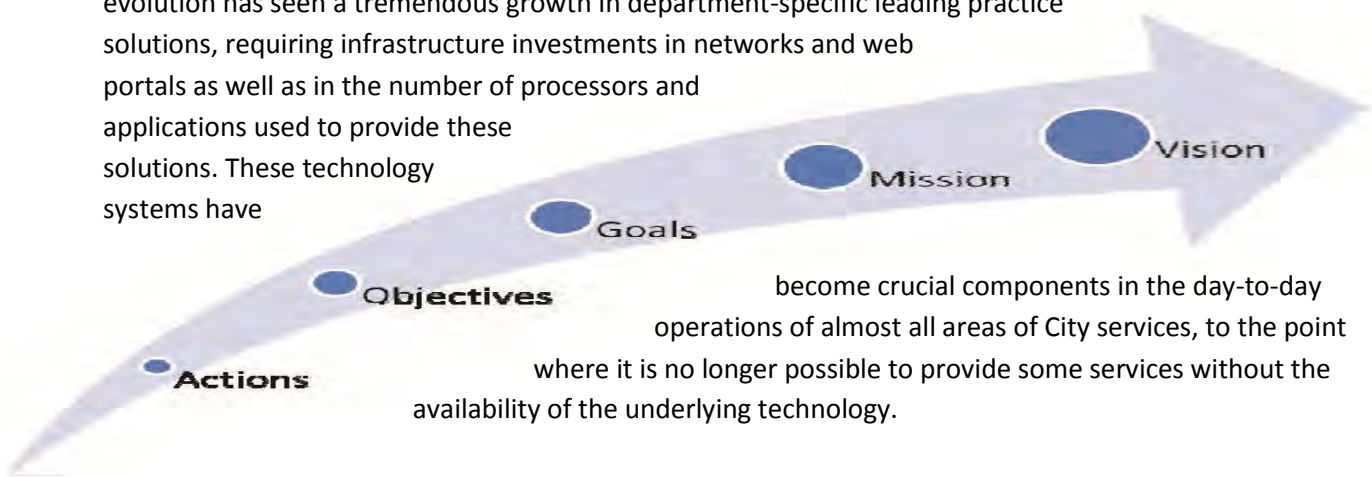 evolution has seen a tremendous growth in department-specific leading practice
solutions, requiring infrastructure investments in networks and web
portals as well as in the number of processors and
applications used to provide these
solutions. These technology
systems have
become crucial components in the day-to-day
operations of almost all areas of City services, to the point
where it is no longer possible to provide some services without the
availability of the underlying technology.
Actions
Objectives
Goals
Mission
Vision